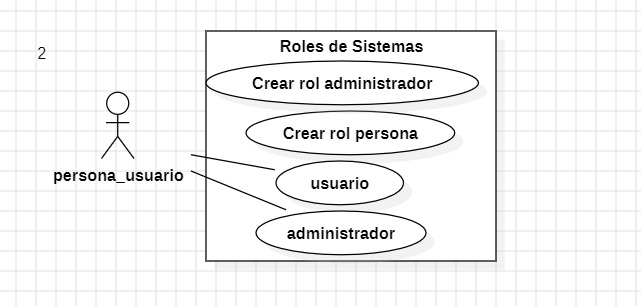 2
Roles de Sistemas
Crear rol administrador
Crear rol persona
persona_usuario
usuario
administrador